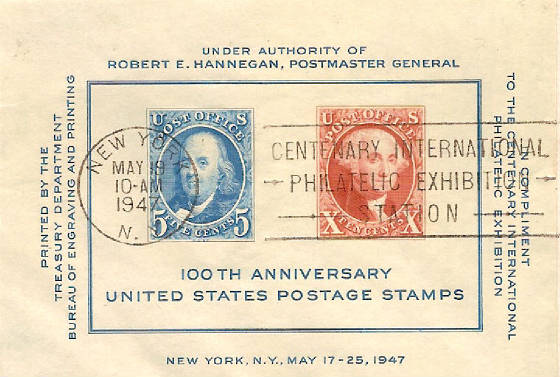 UNDER AUTHORITY OF
ROBERT E. HANNEGAN, POSTMASTER GENERAL
PRINTED BY THE
TREASURY DEPARTMENT
BUREAU OF ENGRAVING AND PRINTING
U S
POST OFFICE
5 FIVE CENTS 5
U S
POST OFFICE
X TEN CENTS X
NEW YORK
MAY 19
10-AM
1947
N.
CENTENARY INTERNATIONAL
PHILATELIC EXHIBITION
STATION
100TH ANNIVERSARY
UNITED STATES POSTAGE STAMPS
IN COMPLIMENT
TO THE CENTENARY INTERNATIONAL
PHILATELIC EXHIBITION
NEW YORK, N.Y., MAY 17-25, 1947